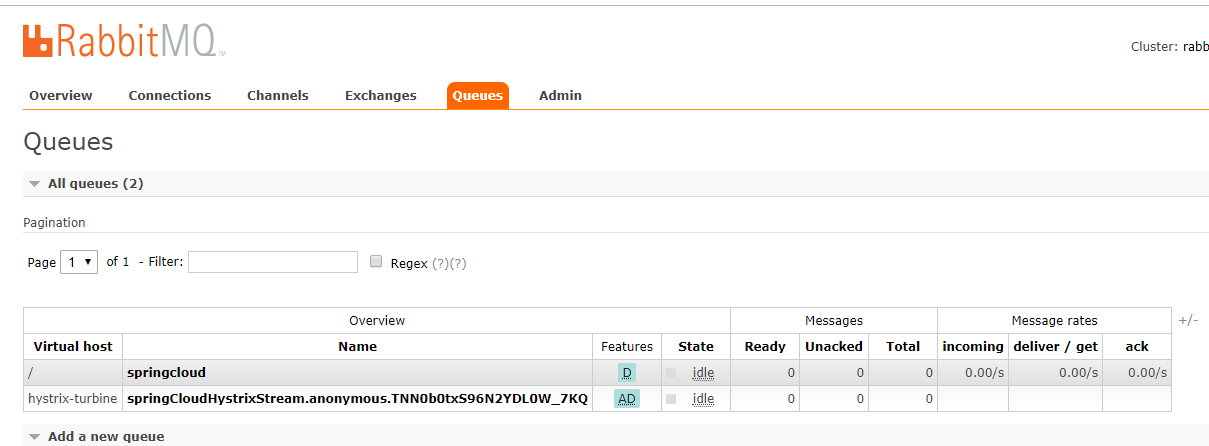 RabbitMQ™
Cluster: rabb
Overview Connections Channels Exchanges Queues Admin
Queues
All queues (2)
Pagination
Page 1 of 1 - Filter: Regex (?)(?)
Overview Messages Message rates +/-
Virtual host Name Features State Ready Unacked Total incoming deliver / get ack
/ springcloud D idle 0 0 0 0.00/s 0.00/s 0.00/s
hystrix-turbine springCloudHystrixStream.anonymous.TNN0b0txS96N2YDL0W_7KQ AD idle 0 0 0
Add a new queue